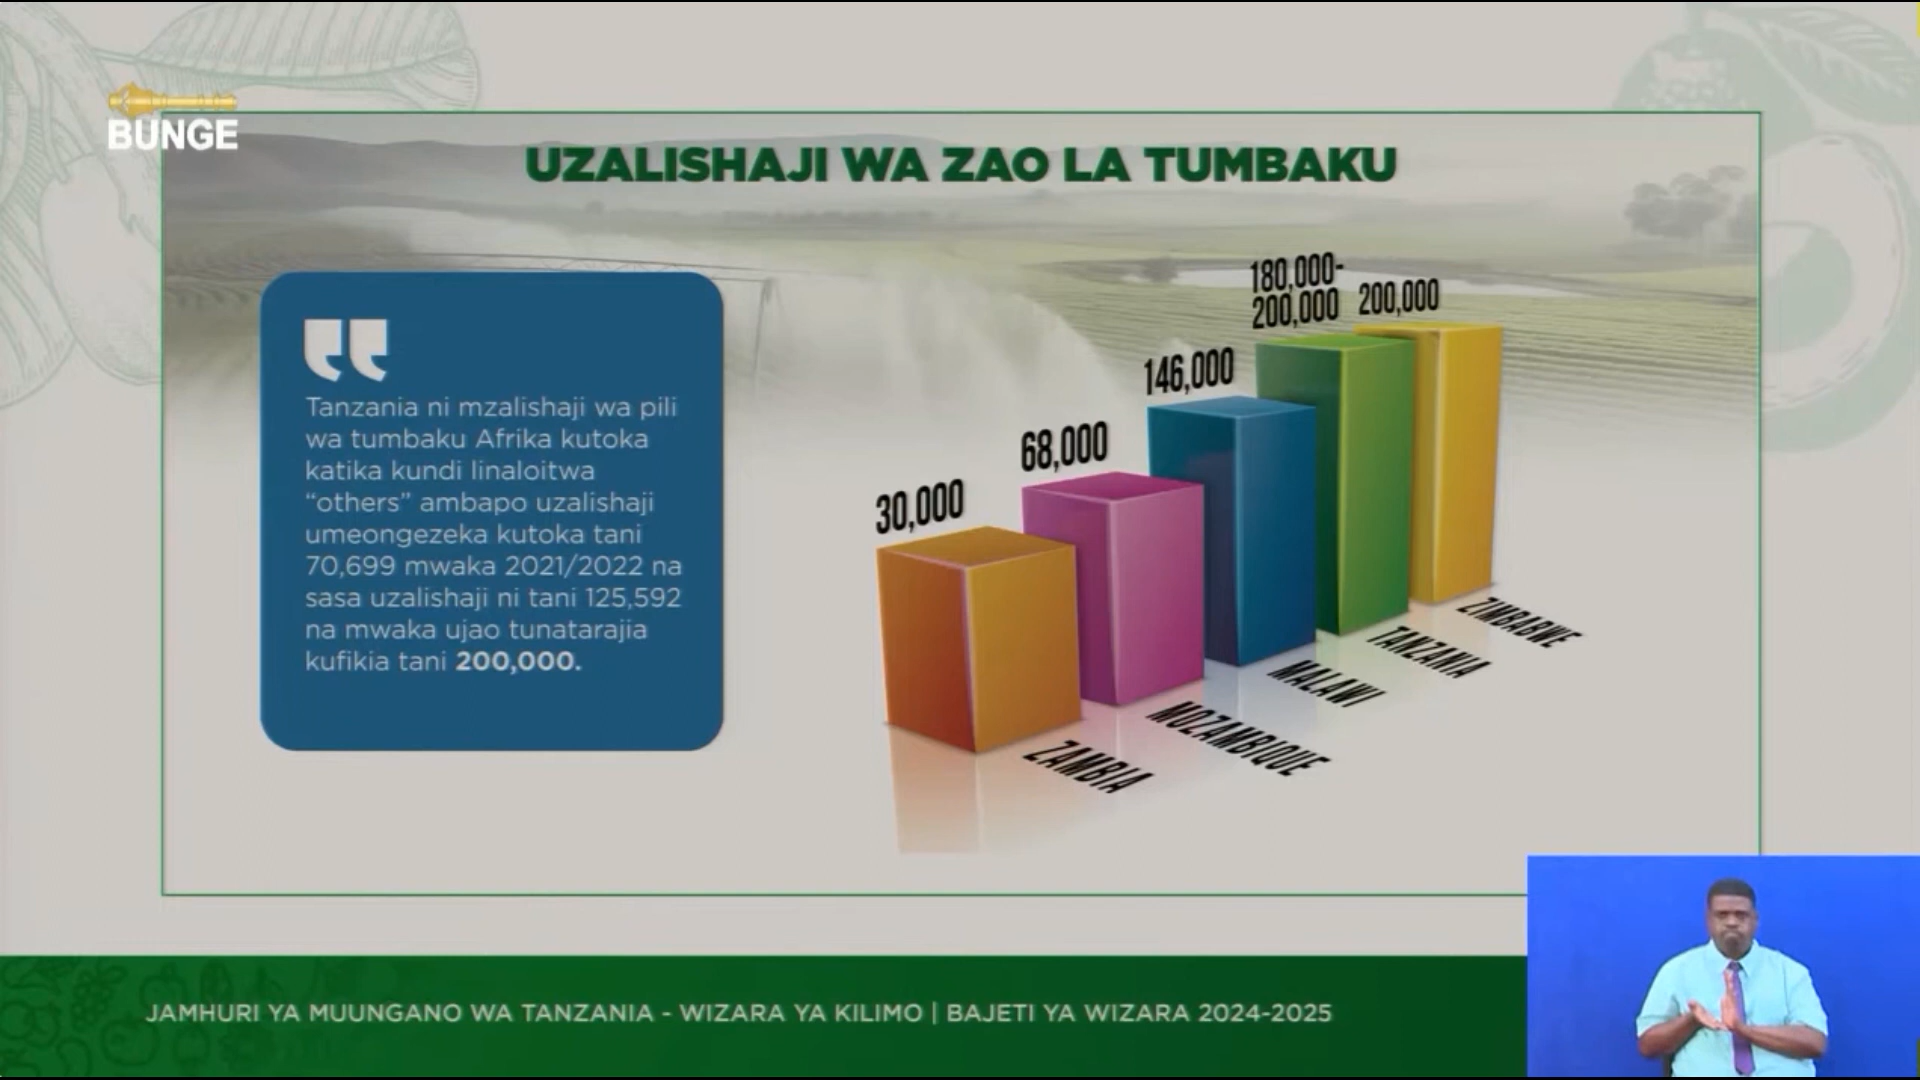 BUNGE
UZALISHAJI WA ZAO LA TUMBAKU
Tanzania ni mzalishaji wa pili
wa tumbaku Afrika kutoka
katika kundi linaloitwa
“others” ambapo uzalishaji
umeongezeka kutoka tani
70,699 mwaka 2021/2022 na
sasa uzalishaji ni tani 125,592
na mwaka ujao tunatarajia
kufikia tani 200,000.
30,000
68,000
146,000
180,000-
200,000
200,000
ZAMBIA
MOZAMBIQUE
MALAWI
TANZANIA
ZIMBABWE
JAMHURI YA MUUNGANO WA TANZANIA - WIZARA YA KILIMO | BAJETI YA WIZARA 2024-2025